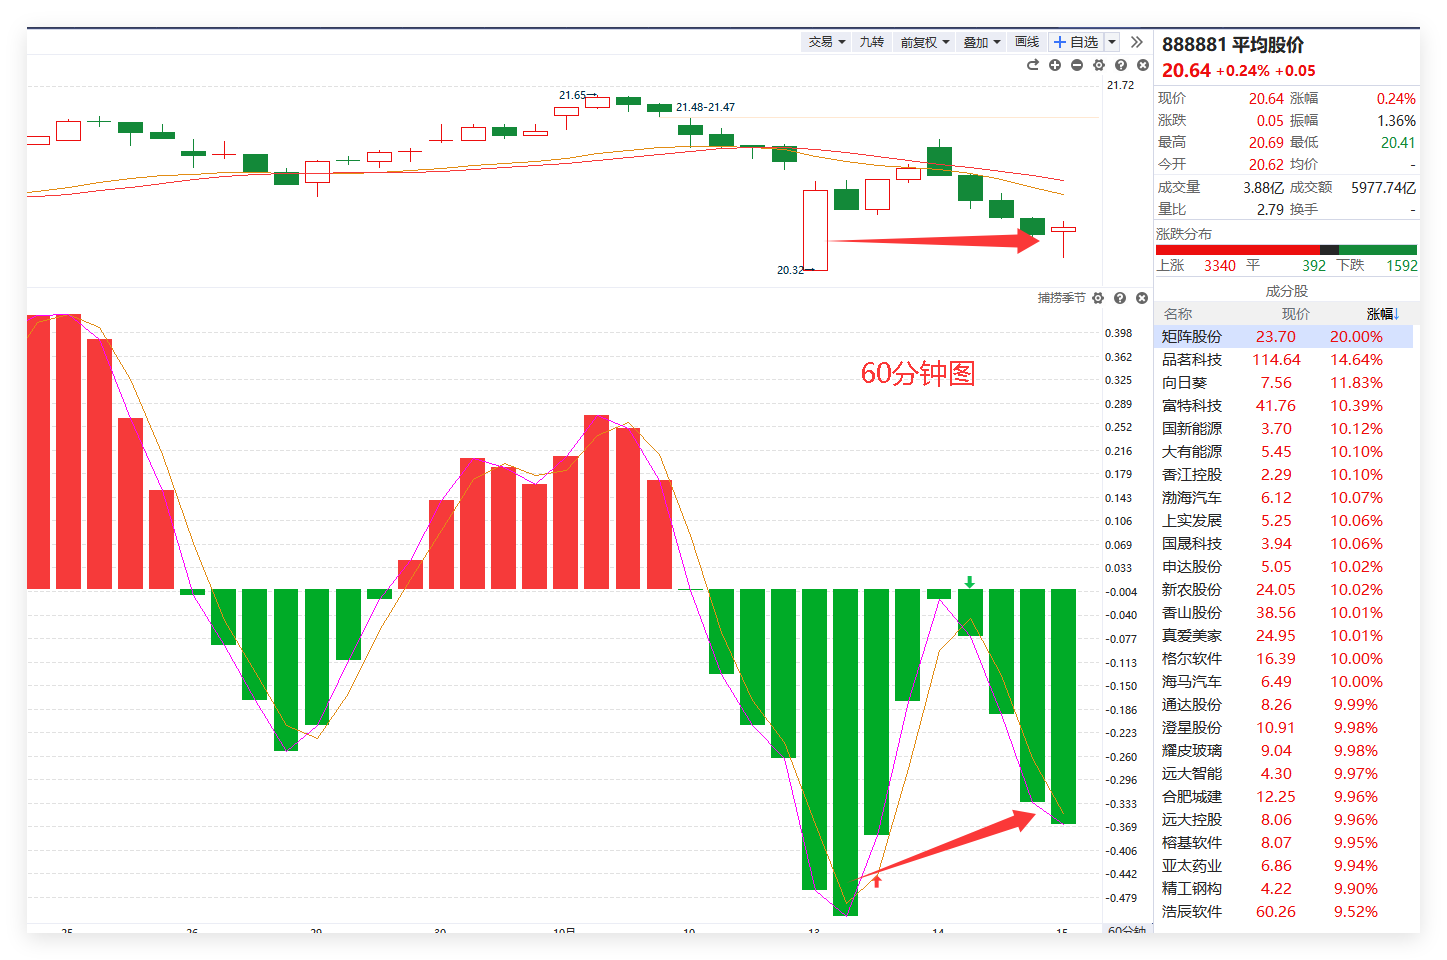 交易 九转 前复权 叠加 画线 +自选
21.72
21.65
21.48-21.47
20.32
捕捞季节
60分钟图
0.398
0.362
0.325
0.289
0.252
0.216
0.179
0.143
0.106
0.069
0.033
-0.004
-0.040
-0.077
-0.113
-0.150
-0.186
-0.223
-0.260
-0.296
-0.333
-0.369
-0.406
-0.442
-0.479
25 26 29 30 10月 10 13 14 15 60分钟
888881 平均股价
20.64 +0.24% +0.05
现价 20.64 涨幅 0.24%
涨跌 0.05 振幅 1.36%
最高 20.69 最低 20.41
今开 20.62 均价 -
成交量 3.88亿 成交额 5977.74亿
量比 2.79 换手 -
涨跌分布
上涨 3340 平 392 下跌 1592
成分股
名称 现价 涨幅↓
矩阵股份 23.70 20.00%
品茗科技 114.64 14.64%
向日葵 7.56 11.83%
富特科技 41.76 10.39%
国新能源 3.70 10.12%
大有能源 5.45 10.10%
香江控股 2.29 10.10%
渤海汽车 6.12 10.07%
上实发展 5.25 10.06%
国晟科技 3.94 10.06%
申达股份 5.05 10.02%
新农股份 24.05 10.02%
香山股份 38.56 10.01%
真爱美家 24.95 10.01%
格尔软件 16.39 10.00%
海马汽车 6.49 10.00%
通达股份 8.26 9.99%
澄星股份 10.91 9.98%
耀皮玻璃 9.04 9.98%
远大智能 4.30 9.97%
合肥城建 12.25 9.96%
远大控股 8.06 9.96%
榕基软件 8.07 9.95%
亚太药业 6.86 9.94%
精工钢构 4.22 9.90%
浩辰软件 60.26 9.52%